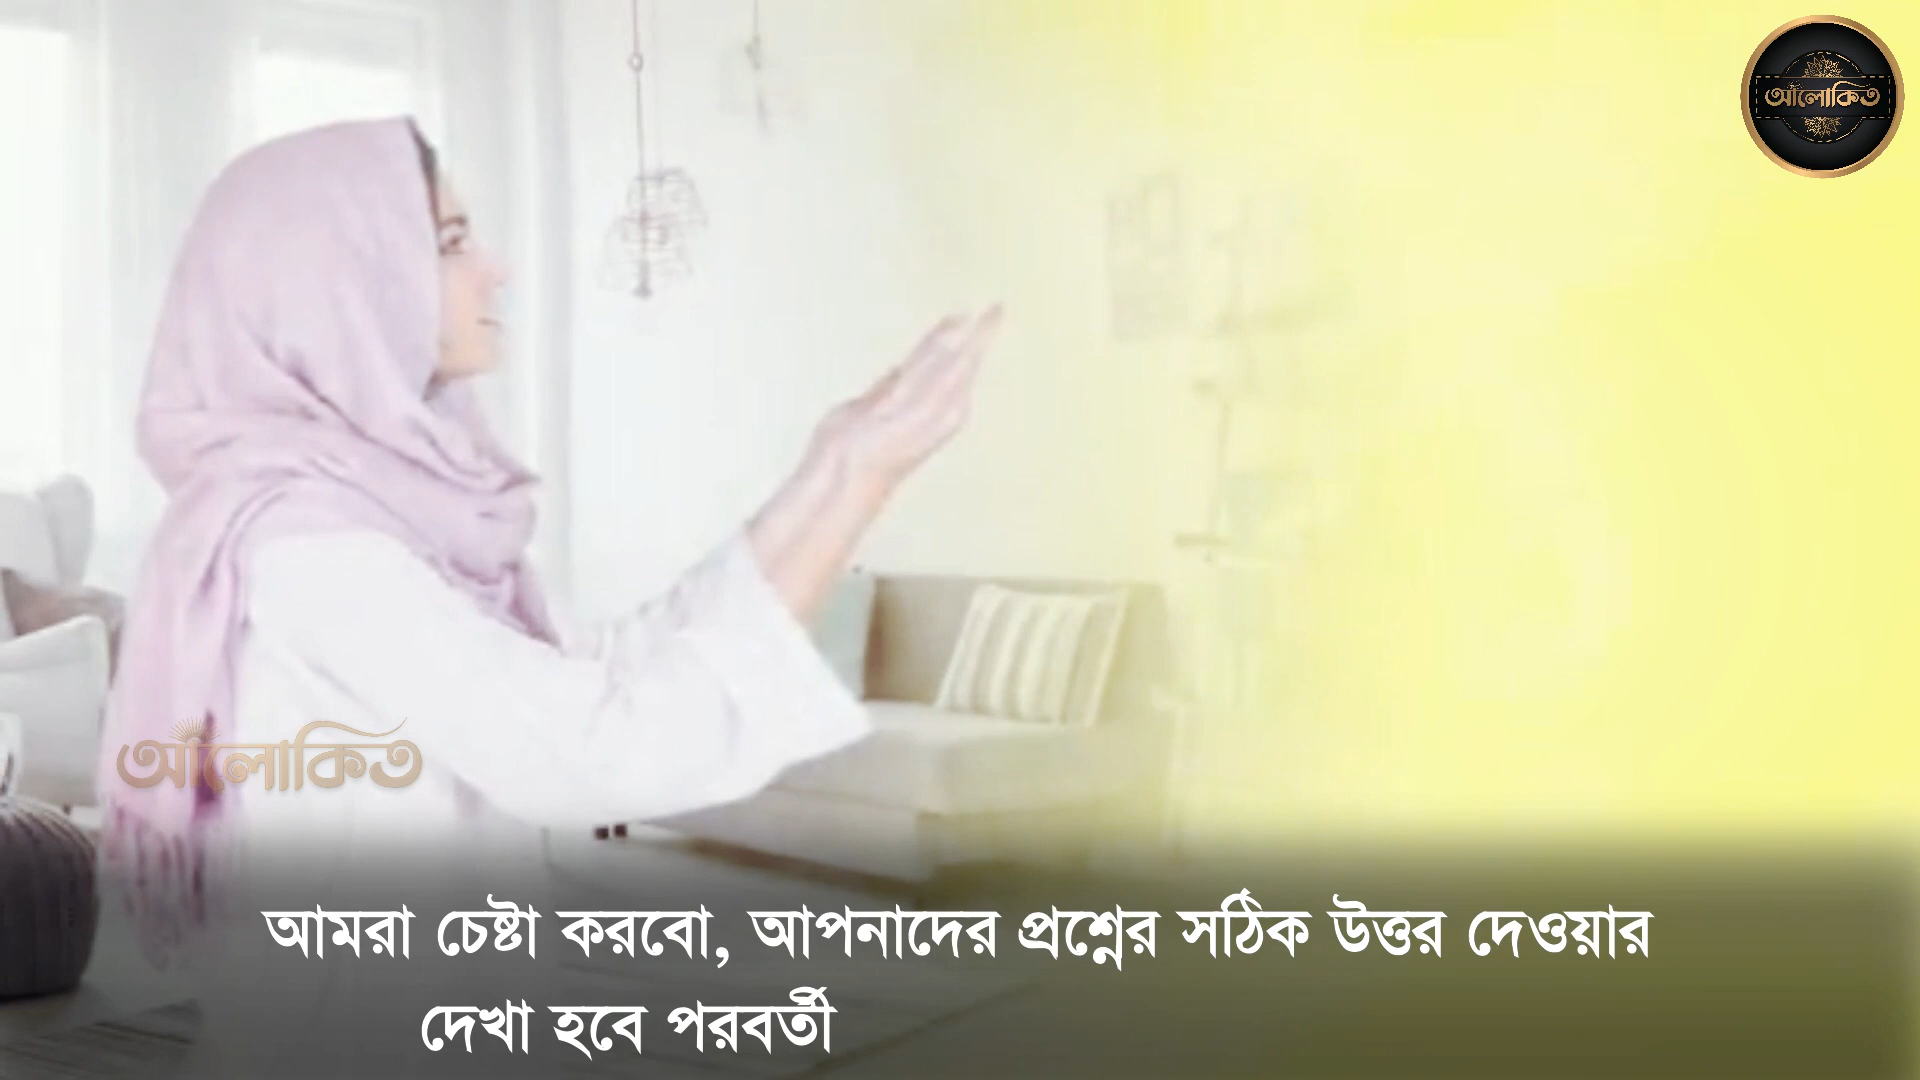 আলোকিত
আলোকিত
আমরা চেষ্টা করবো, আপনাদের প্রশ্নের সঠিক উত্তর দেওয়ার
দেখা হবে পরবর্তী